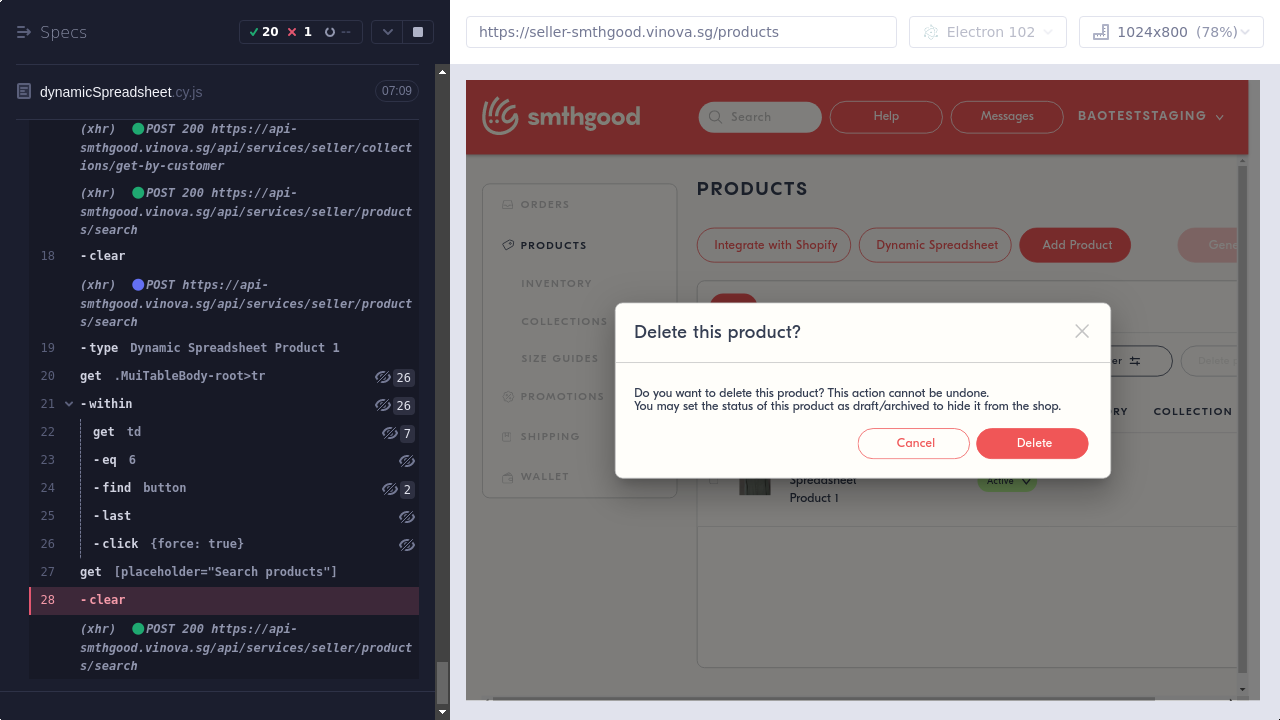 Specs
20
1
--
https://seller-smthgood.vinova.sg/products
Electron 102
1024x800 (78%)
dynamicSpreadsheet.cy.js
07:09
(xhr) POST 200 https://api-
smthgood.vinova.sg/api/services/seller/collect
ions/get-by-customer
(xhr) POST 200 https://api-
smthgood.vinova.sg/api/services/seller/product
s/search
18 -clear
(xhr) POST https://api-
smthgood.vinova.sg/api/services/seller/product
s/search
19 -type Dynamic Spreadsheet Product 1
20 get .MuiTableBody-root>tr 26
21 -within 26
22 get td 7
23 -eq 6
24 -find button 2
25 -last
26 -click {force: true}
27 get [placeholder="Search products"]
28 -clear
(xhr) POST 200 https://api-
smthgood.vinova.sg/api/services/seller/product
s/search
smthgood
Search
Help
Messages
BAOTESTSTAGING
ORDERS
PRODUCTS
INVENTORY
COLLECTIONS
SIZE GUIDES
PROMOTIONS
SHIPPING
WALLET
PRODUCTS
Integrate with Shopify
Dynamic Spreadsheet
Add Product
Gene
er
Delete
RY
COLLECTION
Delete this product?
Do you want to delete this product? This action cannot be undone.
You may set the status of this product as draft/archived to hide it from the shop.
Cancel
Delete
Spreadsheet
Product 1
Active